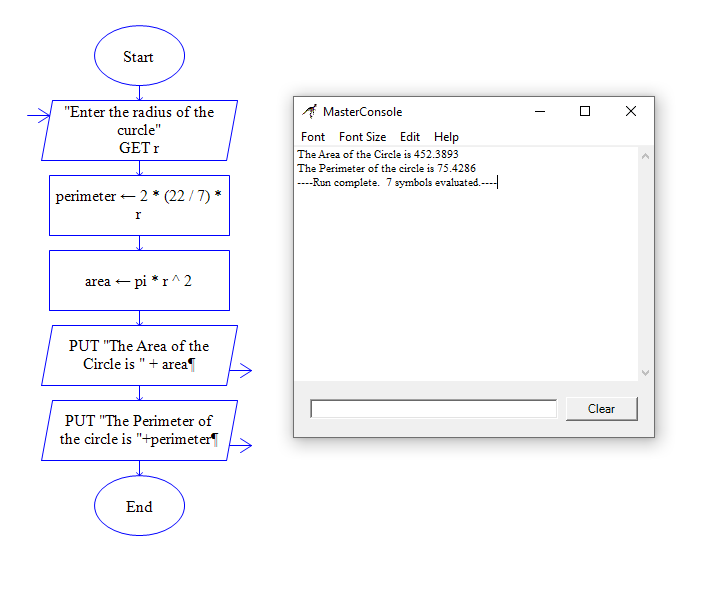 Start
"Enter the radius of the
curcle"
GET r
perimeter ← 2 * (22 / 7) *
r
area ← pi * r ^ 2
PUT "The Area of the
Circle is " + area¶
PUT "The Perimeter of
the circle is "+perimeter¶
End
MasterConsole
Font Font Size Edit Help
The Area of the Circle is 452.3893
The Perimeter of the circle is 75.4286
----Run complete. 7 symbols evaluated.----
Clear